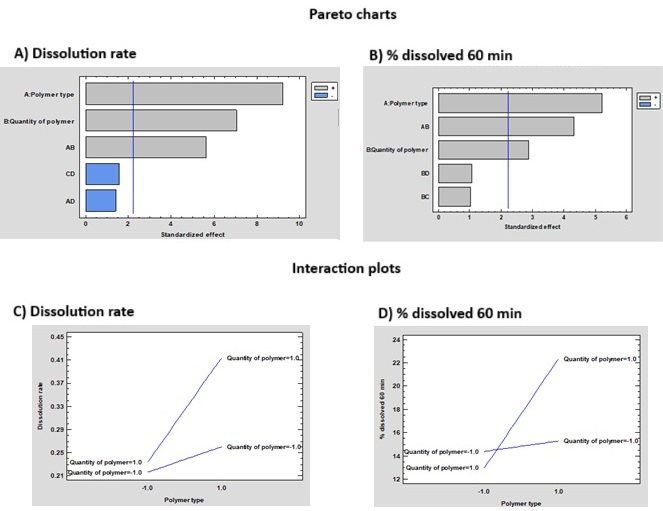 Pareto charts
A) Dissolution rate
A:Polymer type
B:Quantity of polymer
AB
CD
AD
0 2 4 6 8 10
Standardized effect
+
-
B) % dissolved 60 min
A:Polymer type
AB
B:Quantity of polymer
BD
BC
0 1 2 3 4 5 6
Standardized effect
+
-
Interaction plots
C) Dissolution rate
Dissolution rate
0.45
0.41
0.37
0.33
0.29
0.25
0.21
Quantity of polymer=1.0
Quantity of polymer=-1.0
Quantity of polymer=1.0
Quantity of polymer=-1.0
-1.0 1.0
Polymer type
D) % dissolved 60 min
% dissolved 60 min
24
22
20
18
16
14
12
Quantity of polymer=1.0
Quantity of polymer=-1.0
Quantity of polymer=-1.0
Quantity of polymer=1.0
-1.0 1.0
Polymer type